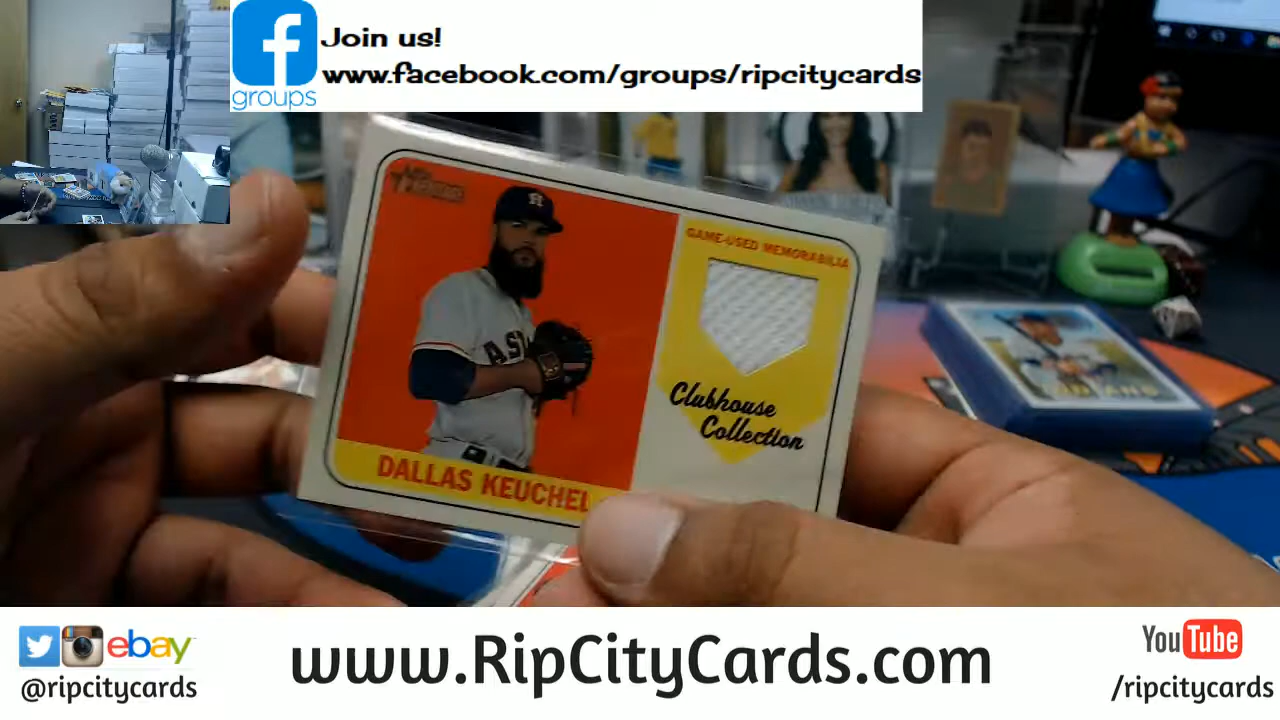 Join us!
www.facebook.com/groups/ripcitycards
groups
Heritage
GAME-USED MEMORABILIA
Clubhouse
Collection
DALLAS KEUCHEL
ebay
@ripcitycards
www.RipCityCards.com
YouTube
/ripcitycards